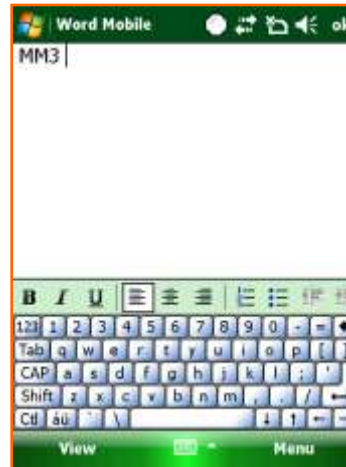 Word Mobile ok
MM3
B I U
123 1 2 3 4 5 6 7 8 9 0 - =
Tab q w e r t y u i o p [ ]
CAP a s d f g h j k l ; '
Shift z x c v b n m , . /
Ctl áü ` \
View Menu